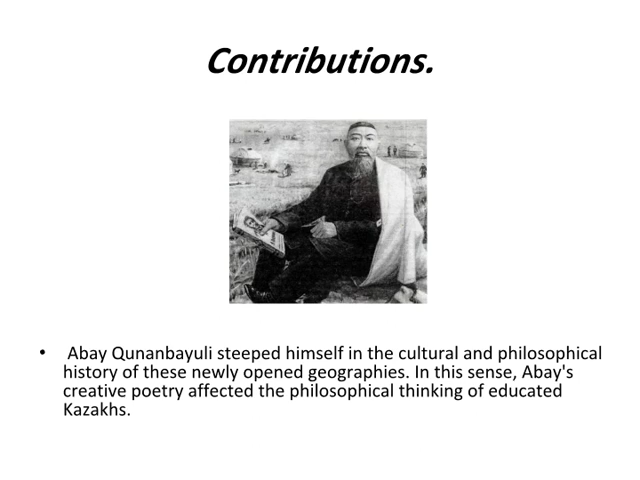 Contributions.
• Abay Qunanbayuli steeped himself in the cultural and philosophical
history of these newly opened geographies. In this sense, Abay's
creative poetry affected the philosophical thinking of educated
Kazakhs.